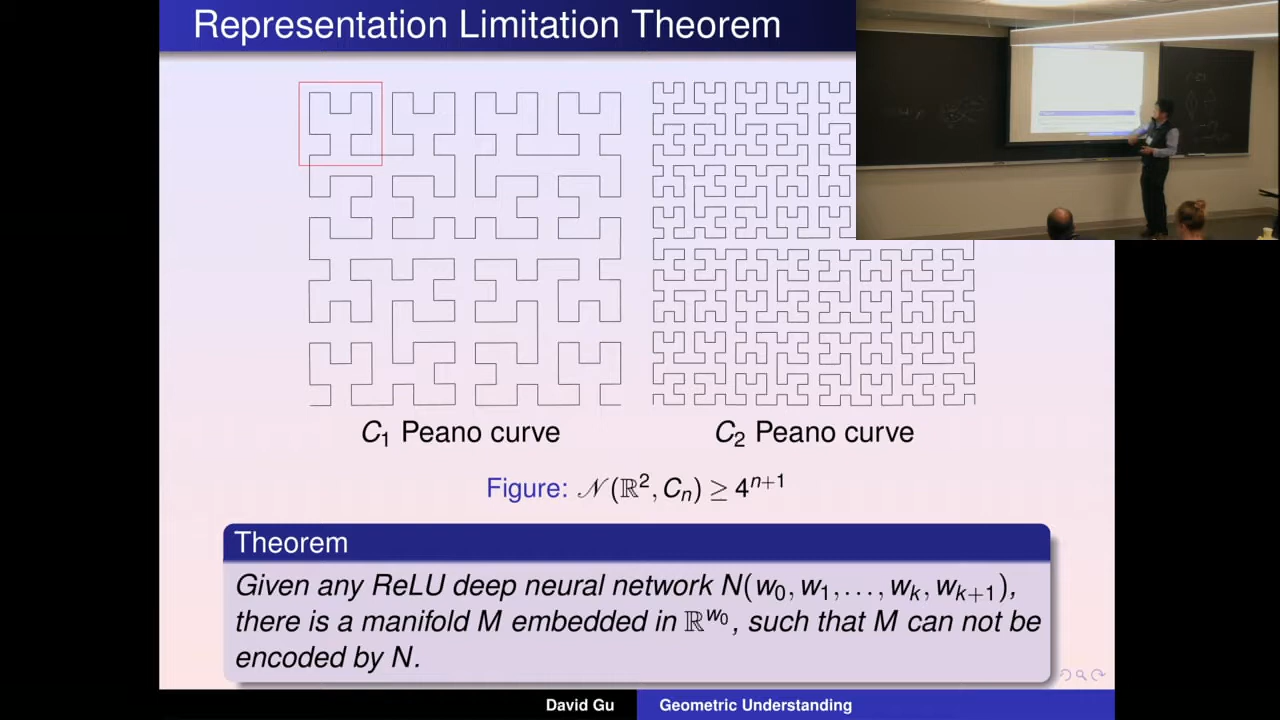 Representation Limitation Theorem
C₁ Peano curve
C₂ Peano curve
Figure: 𝒩(ℝ², Cₙ) ≥ 4ⁿ⁺¹
Theorem
Given any ReLU deep neural network N(w₀, w₁, . . . , wₖ, wₖ₊₁),
there is a manifold M embedded in ℝ^w₀, such that M can not be
encoded by N.
David Gu
Geometric Understanding